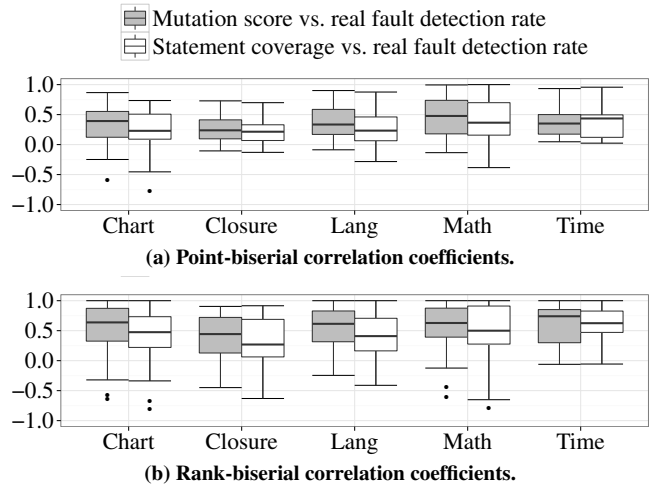 Mutation score vs. real fault detection rate
Statement coverage vs. real fault detection rate
1.0
0.5
0.0
−0.5
−1.0
Chart Closure Lang Math Time
(a) Point-biserial correlation coefficients.
1.0
0.5
0.0
−0.5
−1.0
Chart Closure Lang Math Time
(b) Rank-biserial correlation coefficients.